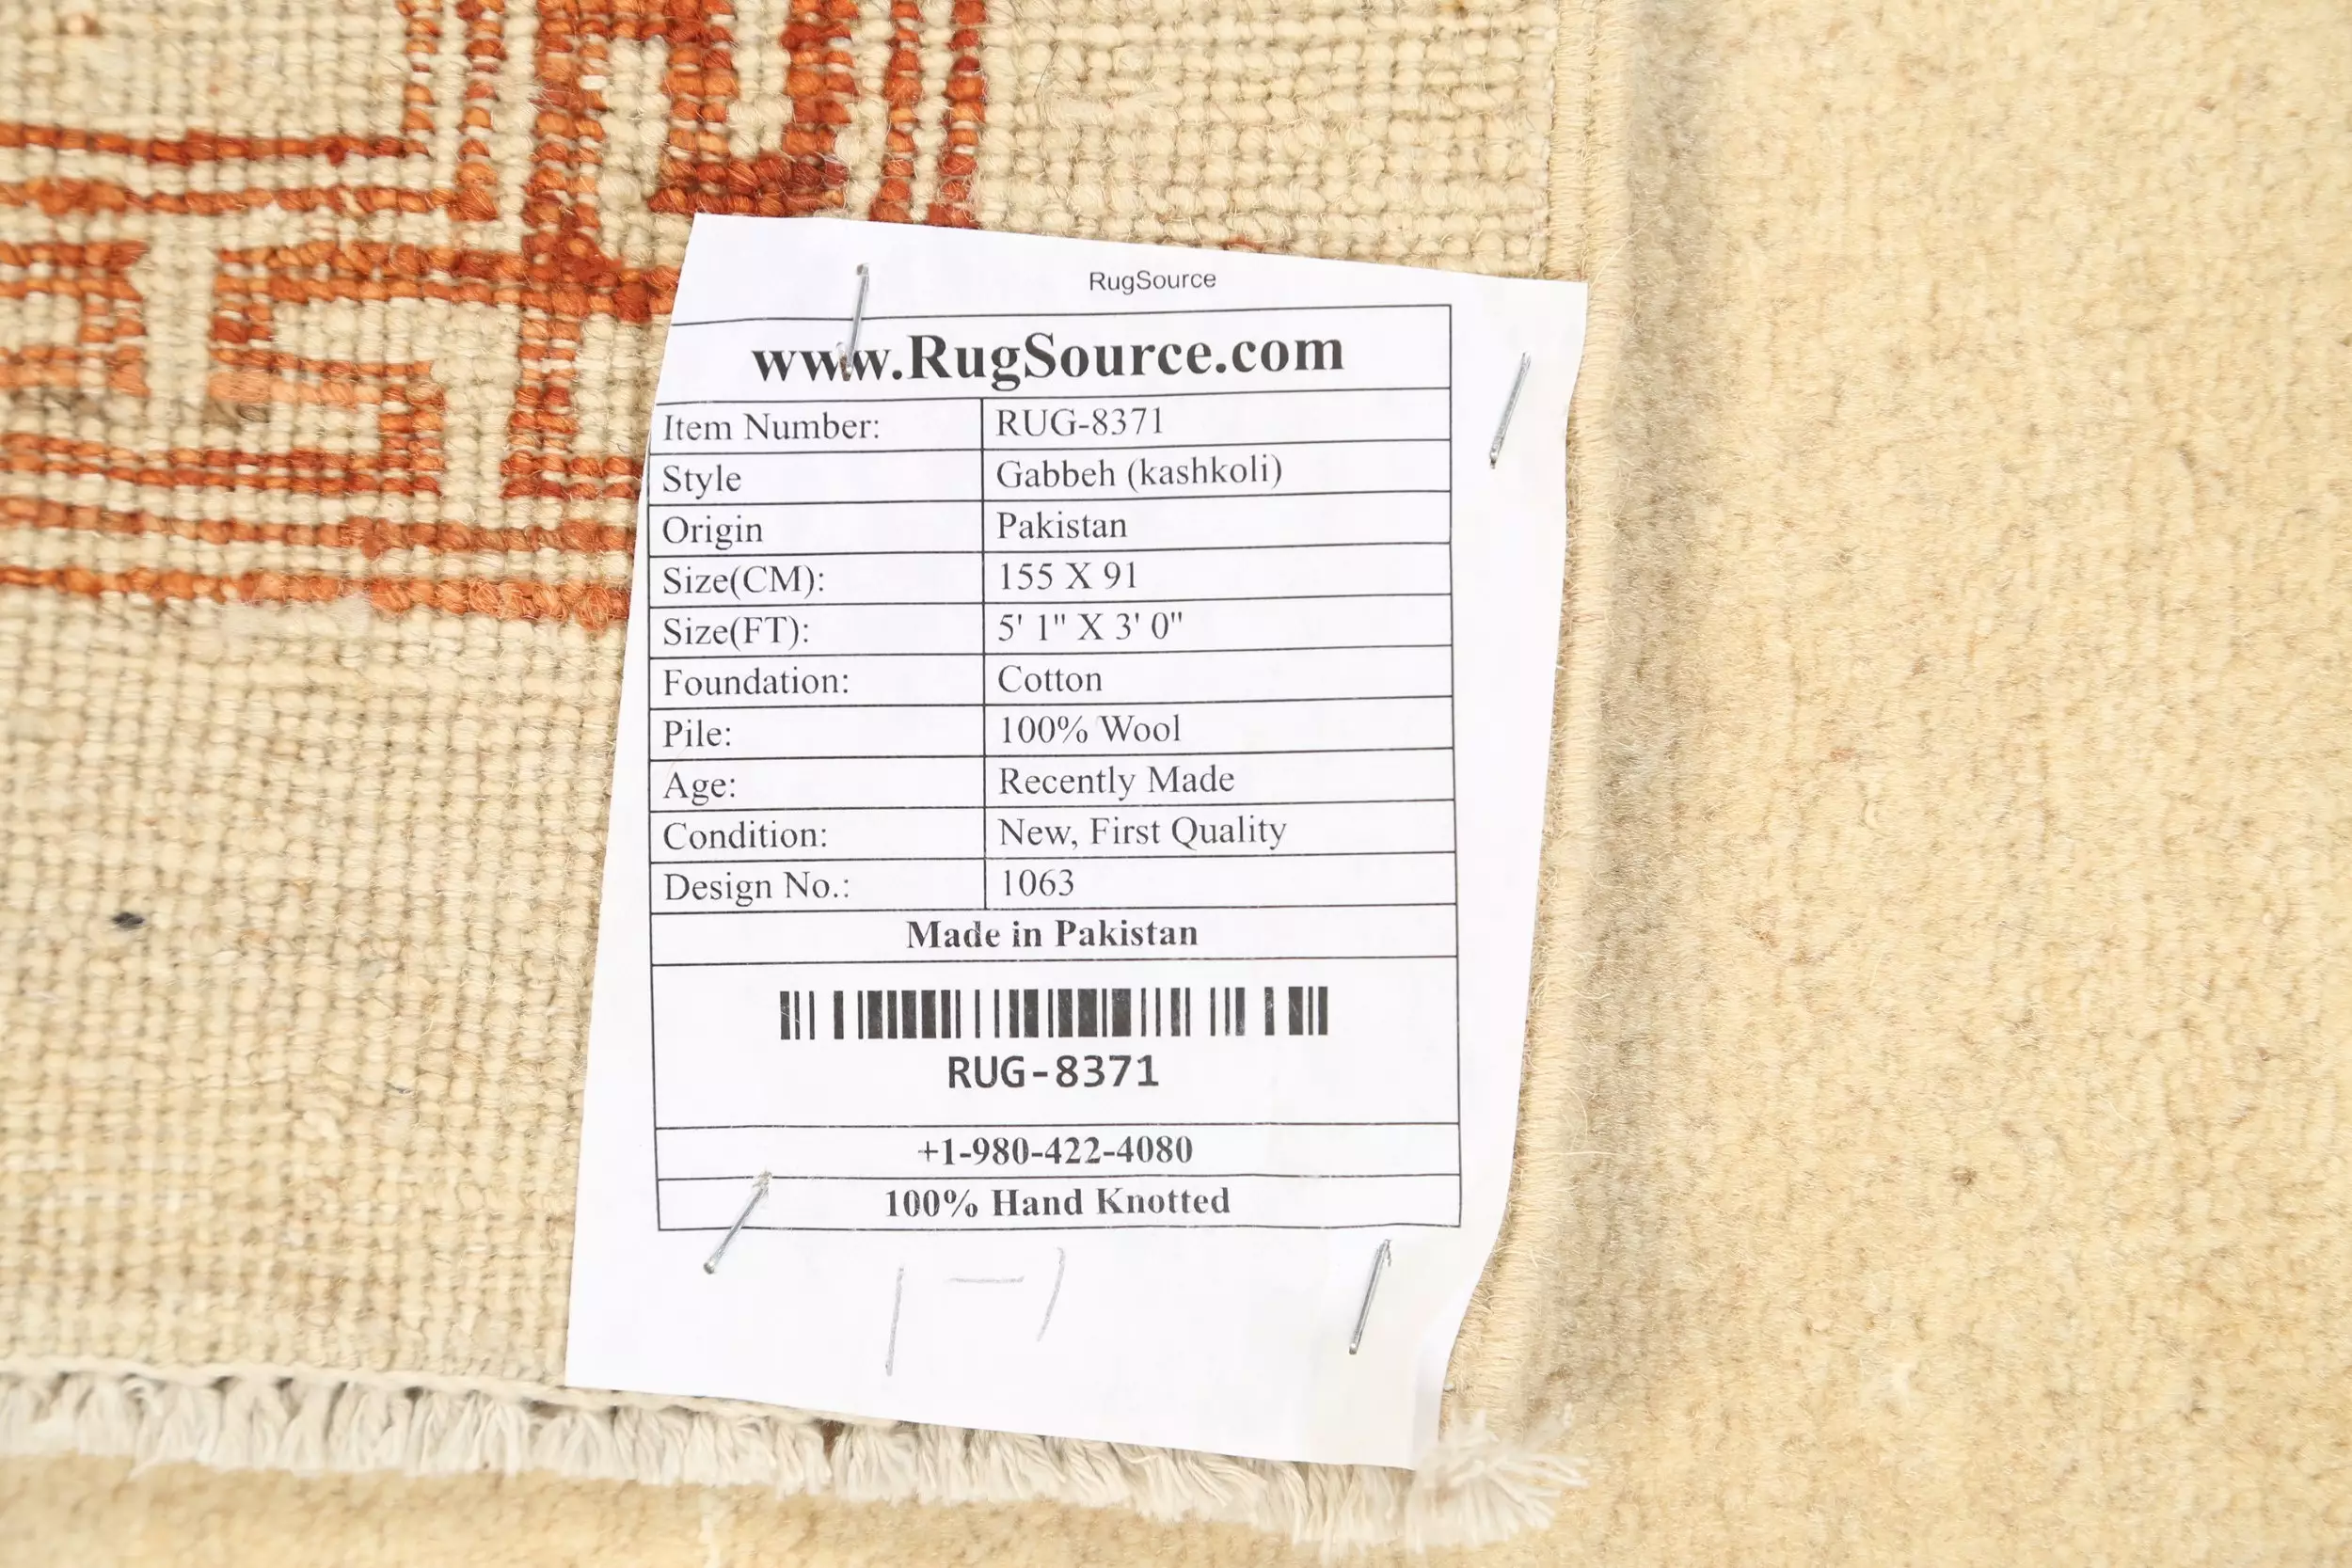 RugSource
www.RugSource.com
Item Number: RUG-8371
Style Gabbeh (kashkoli)
Origin Pakistan
Size(CM): 155 X 91
Size(FT): 5' 1" X 3' 0"
Foundation: Cotton
Pile: 100% Wool
Age: Recently Made
Condition: New, First Quality
Design No.: 1063
Made in Pakistan
RUG-8371
+1-980-422-4080
100% Hand Knotted
1-1